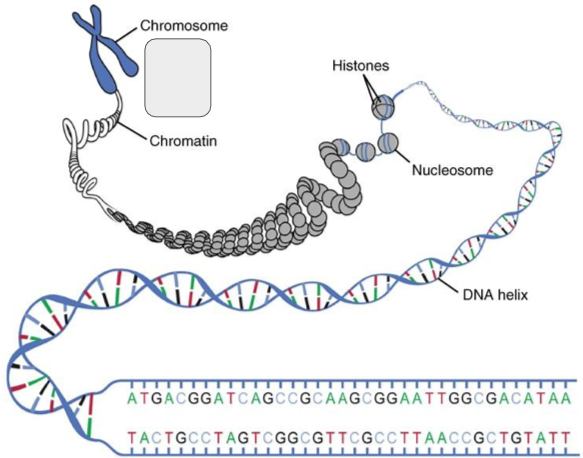 Chromosome
Histones
Chromatin
Nucleosome
DNA helix
ATGACGGATCAGCCGCAAGCGGAATTGGCGACATAA
TACTGCCTAGTCGGCGTTCGCCTTAACCGCTGTATT